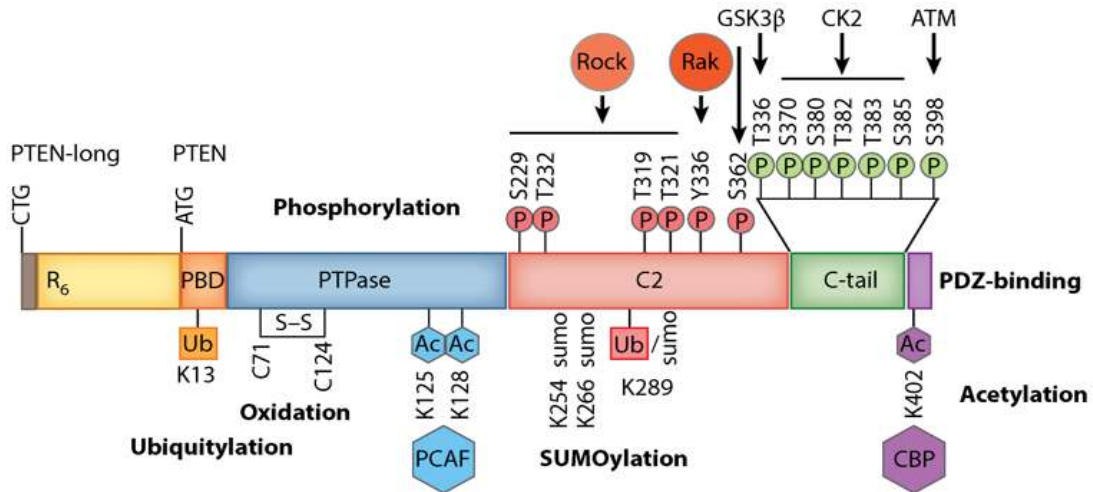 GSK3β CK2 ATM
Rock Rak
T336 S370 S380 T382 T383 S385 S398
P P P P P P P
PTEN-long PTEN
CTG ATG
S229 T232 T319 T321 Y336 S362
Phosphorylation
P P P P P P
R6 PBD PTPase C2 C-tail PDZ-binding
S–S
Ub Ac Ac sumo sumo Ub / sumo Ac
K13 C71 C124 K125 K128 K254 K266 K289 K402
Oxidation Acetylation
Ubiquitylation PCAF SUMOylation CBP